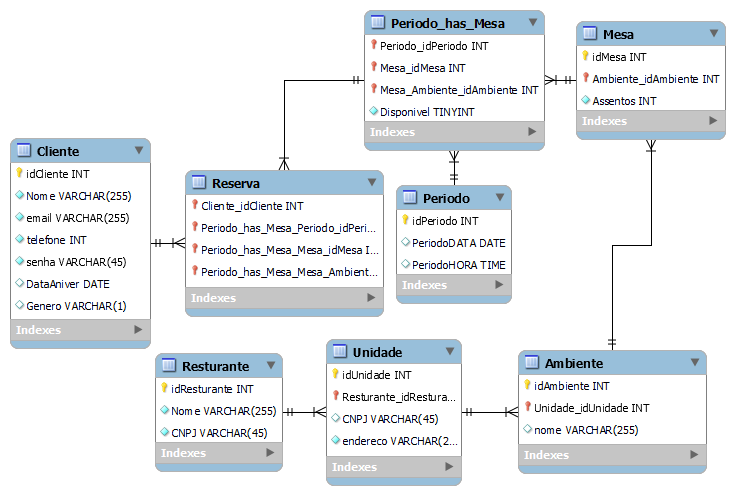 Periodo_has_Mesa
Periodo_idPeriodo INT
Mesa_idMesa INT
Mesa_Ambiente_idAmbiente INT
Disponivel TINYINT
Indexes
Mesa
idMesa INT
Ambiente_idAmbiente INT
Assentos INT
Indexes
Cliente
idCliente INT
Nome VARCHAR(255)
email VARCHAR(255)
telefone INT
senha VARCHAR(45)
DataAniver DATE
Genero VARCHAR(1)
Indexes
Reserva
Cliente_idCliente INT
Periodo_has_Mesa_Periodo_idPeri...
Periodo_has_Mesa_Mesa_idMesa I...
Periodo_has_Mesa_Mesa_Ambient...
Indexes
Periodo
idPeriodo INT
PeriodoDATA DATE
PeriodoHORA TIME
Indexes
Resturante
idResturante INT
Nome VARCHAR(255)
CNPJ VARCHAR(45)
Indexes
Unidade
idUnidade INT
Resturante_idRestura...
CNPJ VARCHAR(45)
endereco VARCHAR(2...
Indexes
Ambiente
idAmbiente INT
Unidade_idUnidade INT
nome VARCHAR(255)
Indexes